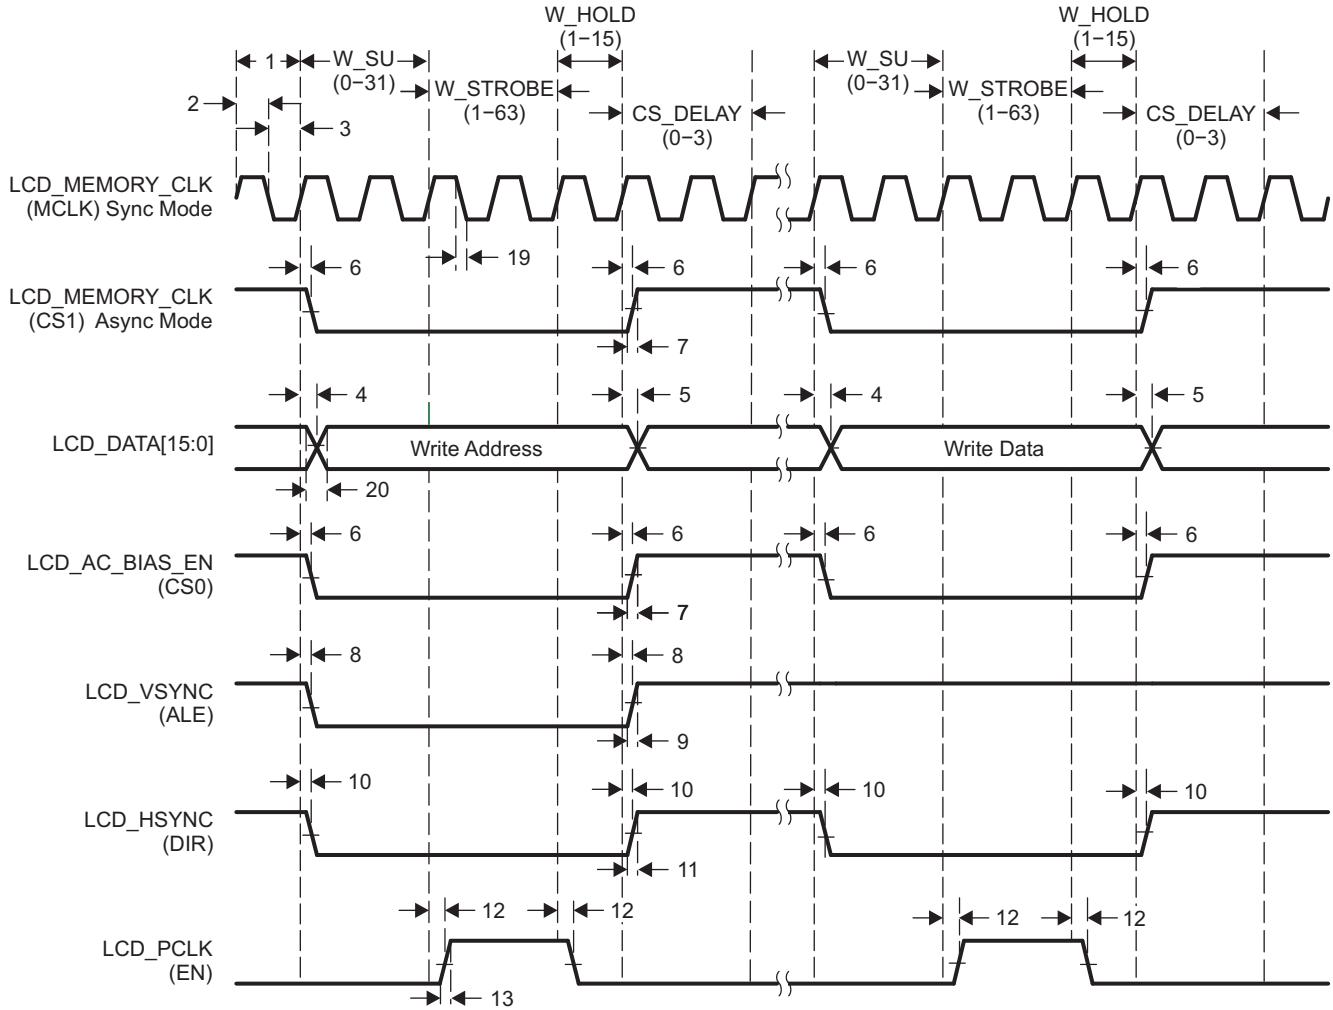 W_HOLD
(1−15)
W_HOLD
(1−15)
1
W_SU
(0−31)
W_SU
(0−31)
W_STROBE
(1−63)
W_STROBE
(1−63)
2
CS_DELAY
(0−3)
CS_DELAY
(0−3)
3
LCD_MEMORY_CLK
(MCLK) Sync Mode
19
6 6 6 6
LCD_MEMORY_CLK
(CS1) Async Mode
7
4 5 4 5
LCD_DATA[15:0]
Write Address
Write Data
20
6 6 6 6
LCD_AC_BIAS_EN
(CS0)
7
8 8
LCD_VSYNC
(ALE)
9
10 10 10 10
LCD_HSYNC
(DIR)
11
12 12 12 12
LCD_PCLK
(EN)
13